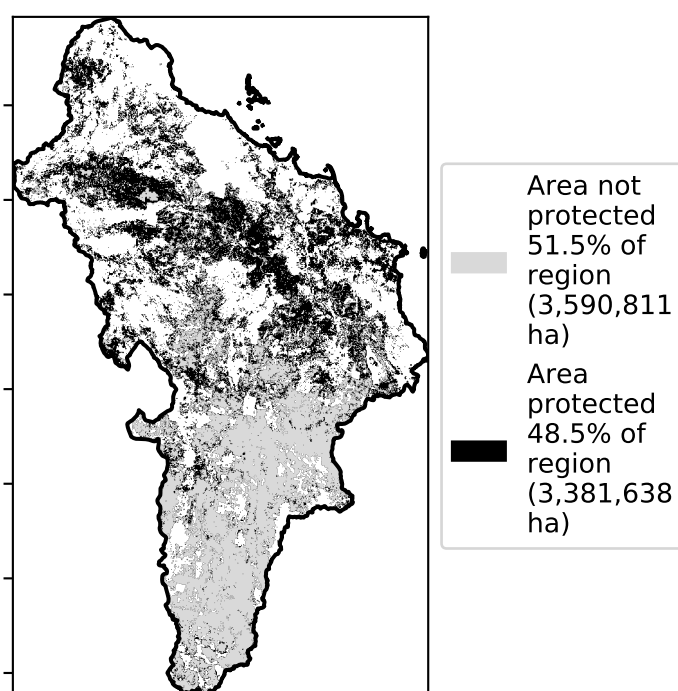 Area not
protected
51.5% of
region
(3,590,811
ha)
Area
protected
48.5% of
region
(3,381,638
ha)